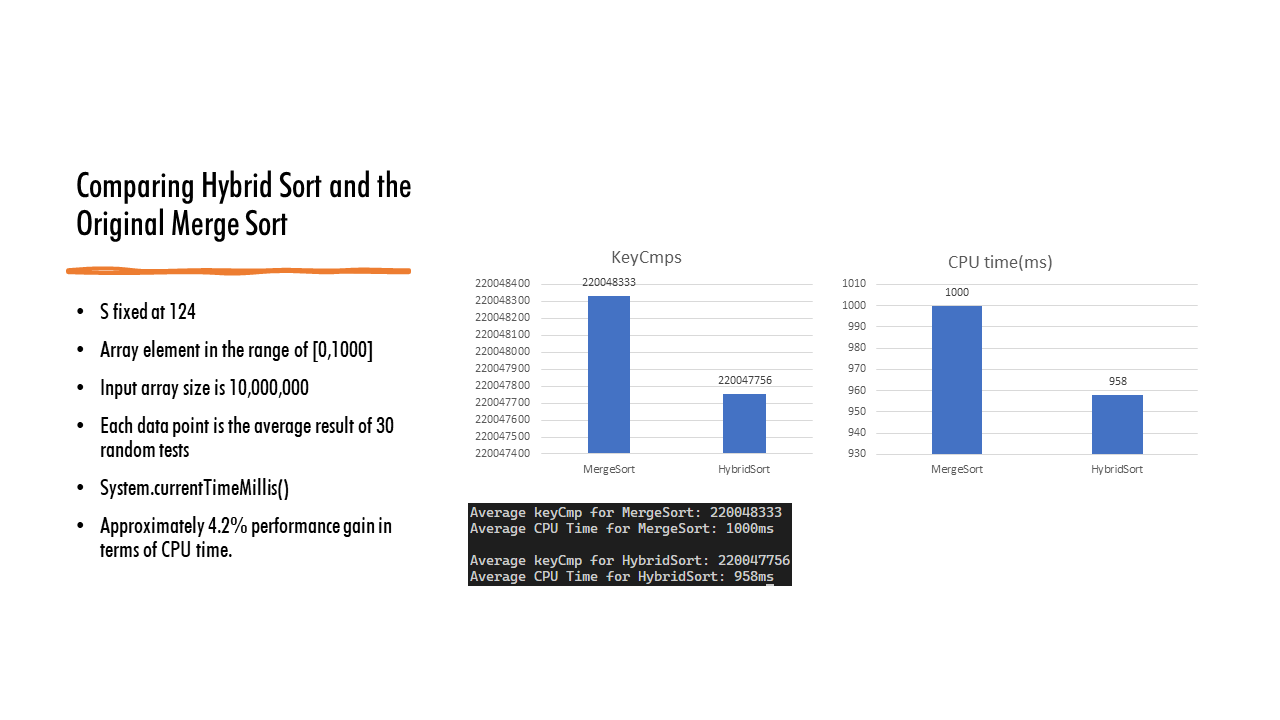 Comparing Hybrid Sort and the
Original Merge Sort
• S fixed at 124
• Array element in the range of [0,1000]
• Input array size is 10,000,000
• Each data point is the average result of 30
random tests
• System.currentTimeMillis()
• Approximately 4.2% performance gain in
terms of CPU time.
KeyCmps
220048400
220048300
220048200
220048100
220048000
220047900
220047800
220047700
220047600
220047500
220047400
220048333
220047756
MergeSort
HybridSort
CPU time(ms)
1010
1000
990
980
970
960
950
940
930
1000
958
MergeSort
HybridSort
Average keyCmp for MergeSort: 220048333
Average CPU Time for MergeSort: 1000ms
Average keyCmp for HybridSort: 220047756
Average CPU Time for HybridSort: 958ms